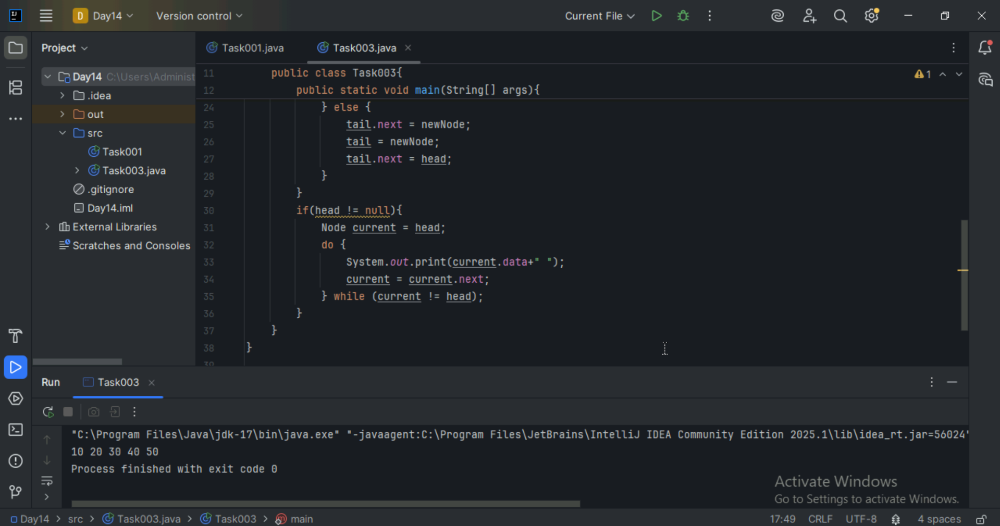 IJ
D Day14 Version control Current File
Project
Task001.java Task003.java
Day14 C:\Users\Administ
.idea
out
src
Task001
Task003.java
.gitignore
Day14.iml
External Libraries
Scratches and Consoles
1
11 public class Task003{
12 public static void main(String[] args){
24 } else {
25 tail.next = newNode;
26 tail = newNode;
27 tail.next = head;
28 }
29 }
30 if(head != null){
31 Node current = head;
32 do {
33 System.out.print(current.data+" ");
34 current = current.next;
35 } while (current != head);
36 }
37 }
38 }
39
Run Task003
"C:\Program Files\Java\jdk-17\bin\java.exe" "-javaagent:C:\Program Files\JetBrains\IntelliJ IDEA Community Edition 2025.1\lib\idea_rt.jar=56024"
10 20 30 40 50
Process finished with exit code 0
Activate Windows
Go to Settings to activate Windows.
Day14 > src > Task003.java > Task003 > m main 17:49 CRLF UTF-8 4 spaces